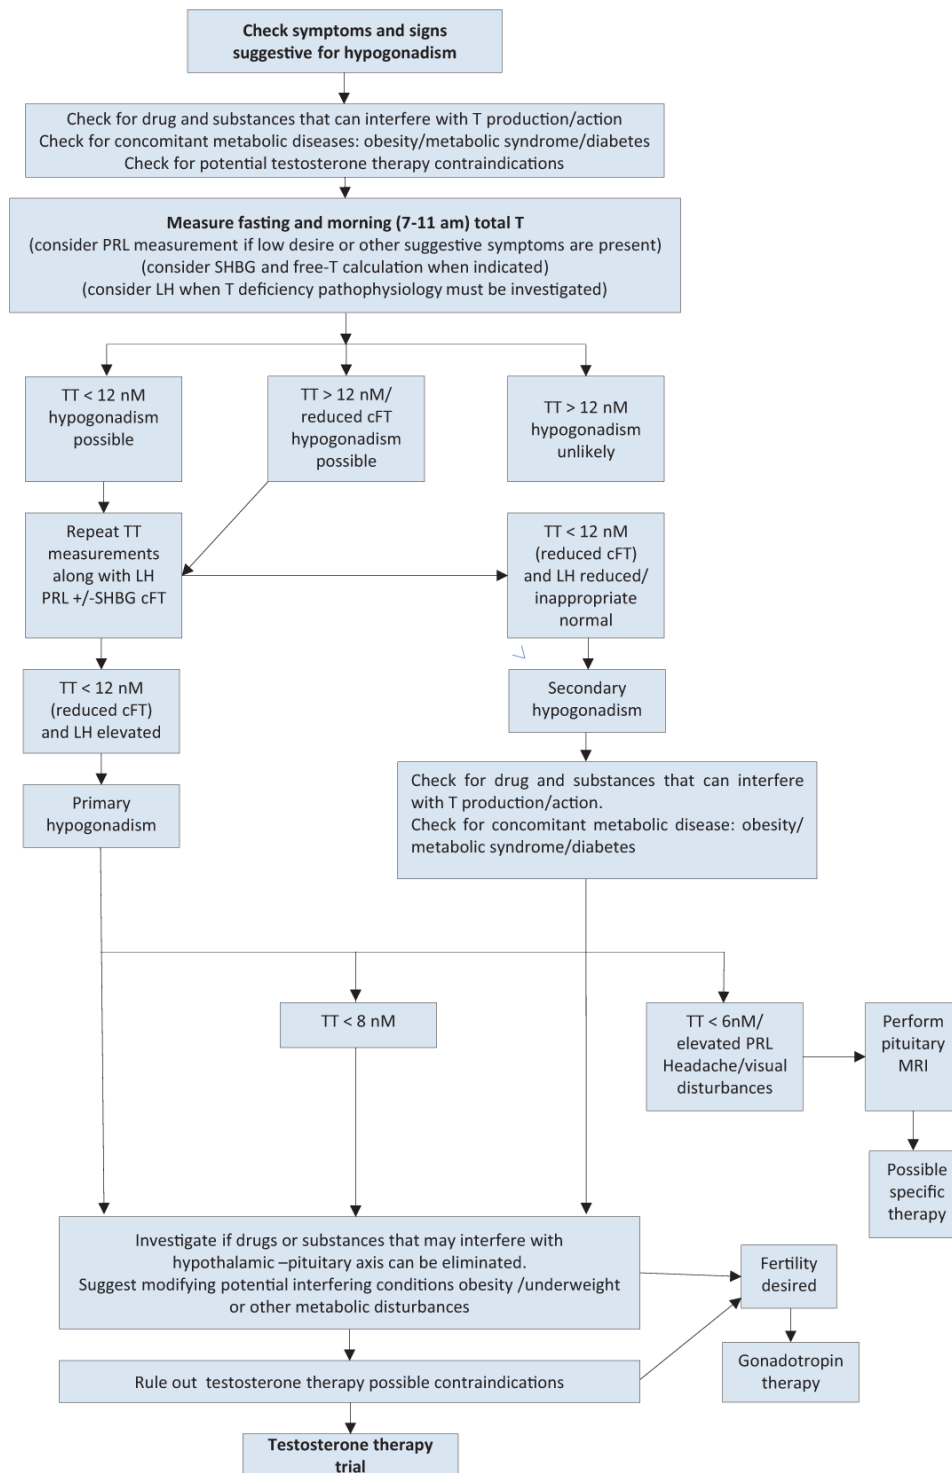 Check symptoms and signs
suggestive for hypogonadism
Check for drug and substances that can interfere with T production/action
Check for concomitant metabolic diseases: obesity/metabolic syndrome/diabetes
Check for potential testosterone therapy contraindications
Measure fasting and morning (7-11 am) total T
(consider PRL measurement if low desire or other suggestive symptoms are present)
(consider SHBG and free-T calculation when indicated)
(consider LH when T deficiency pathophysiology must be investigated)
TT < 12 nM
hypogonadism
possible
TT > 12 nM/
reduced cFT
hypogonadism
possible
TT > 12 nM
hypogonadism
unlikely
Repeat TT
measurements
along with LH
PRL +/-SHBG cFT
TT < 12 nM
(reduced cFT)
and LH reduced/
inappropriate
normal
TT < 12 nM
(reduced cFT)
and LH elevated
Secondary
hypogonadism
Primary
hypogonadism
Check for drug and substances that can interfere
with T production/action.
Check for concomitant metabolic disease: obesity/
metabolic syndrome/diabetes
TT < 8 nM
TT < 6nM/
elevated PRL
Headache/visual
disturbances
Perform
pituitary
MRI
Possible
specific
therapy
Investigate if drugs or substances that may interfere with
hypothalamic –pituitary axis can be eliminated.
Suggest modifying potential interfering conditions obesity /underweight
or other metabolic disturbances
Fertility
desired
Gonadotropin
therapy
Rule out testosterone therapy possible contraindications
Testosterone therapy
trial